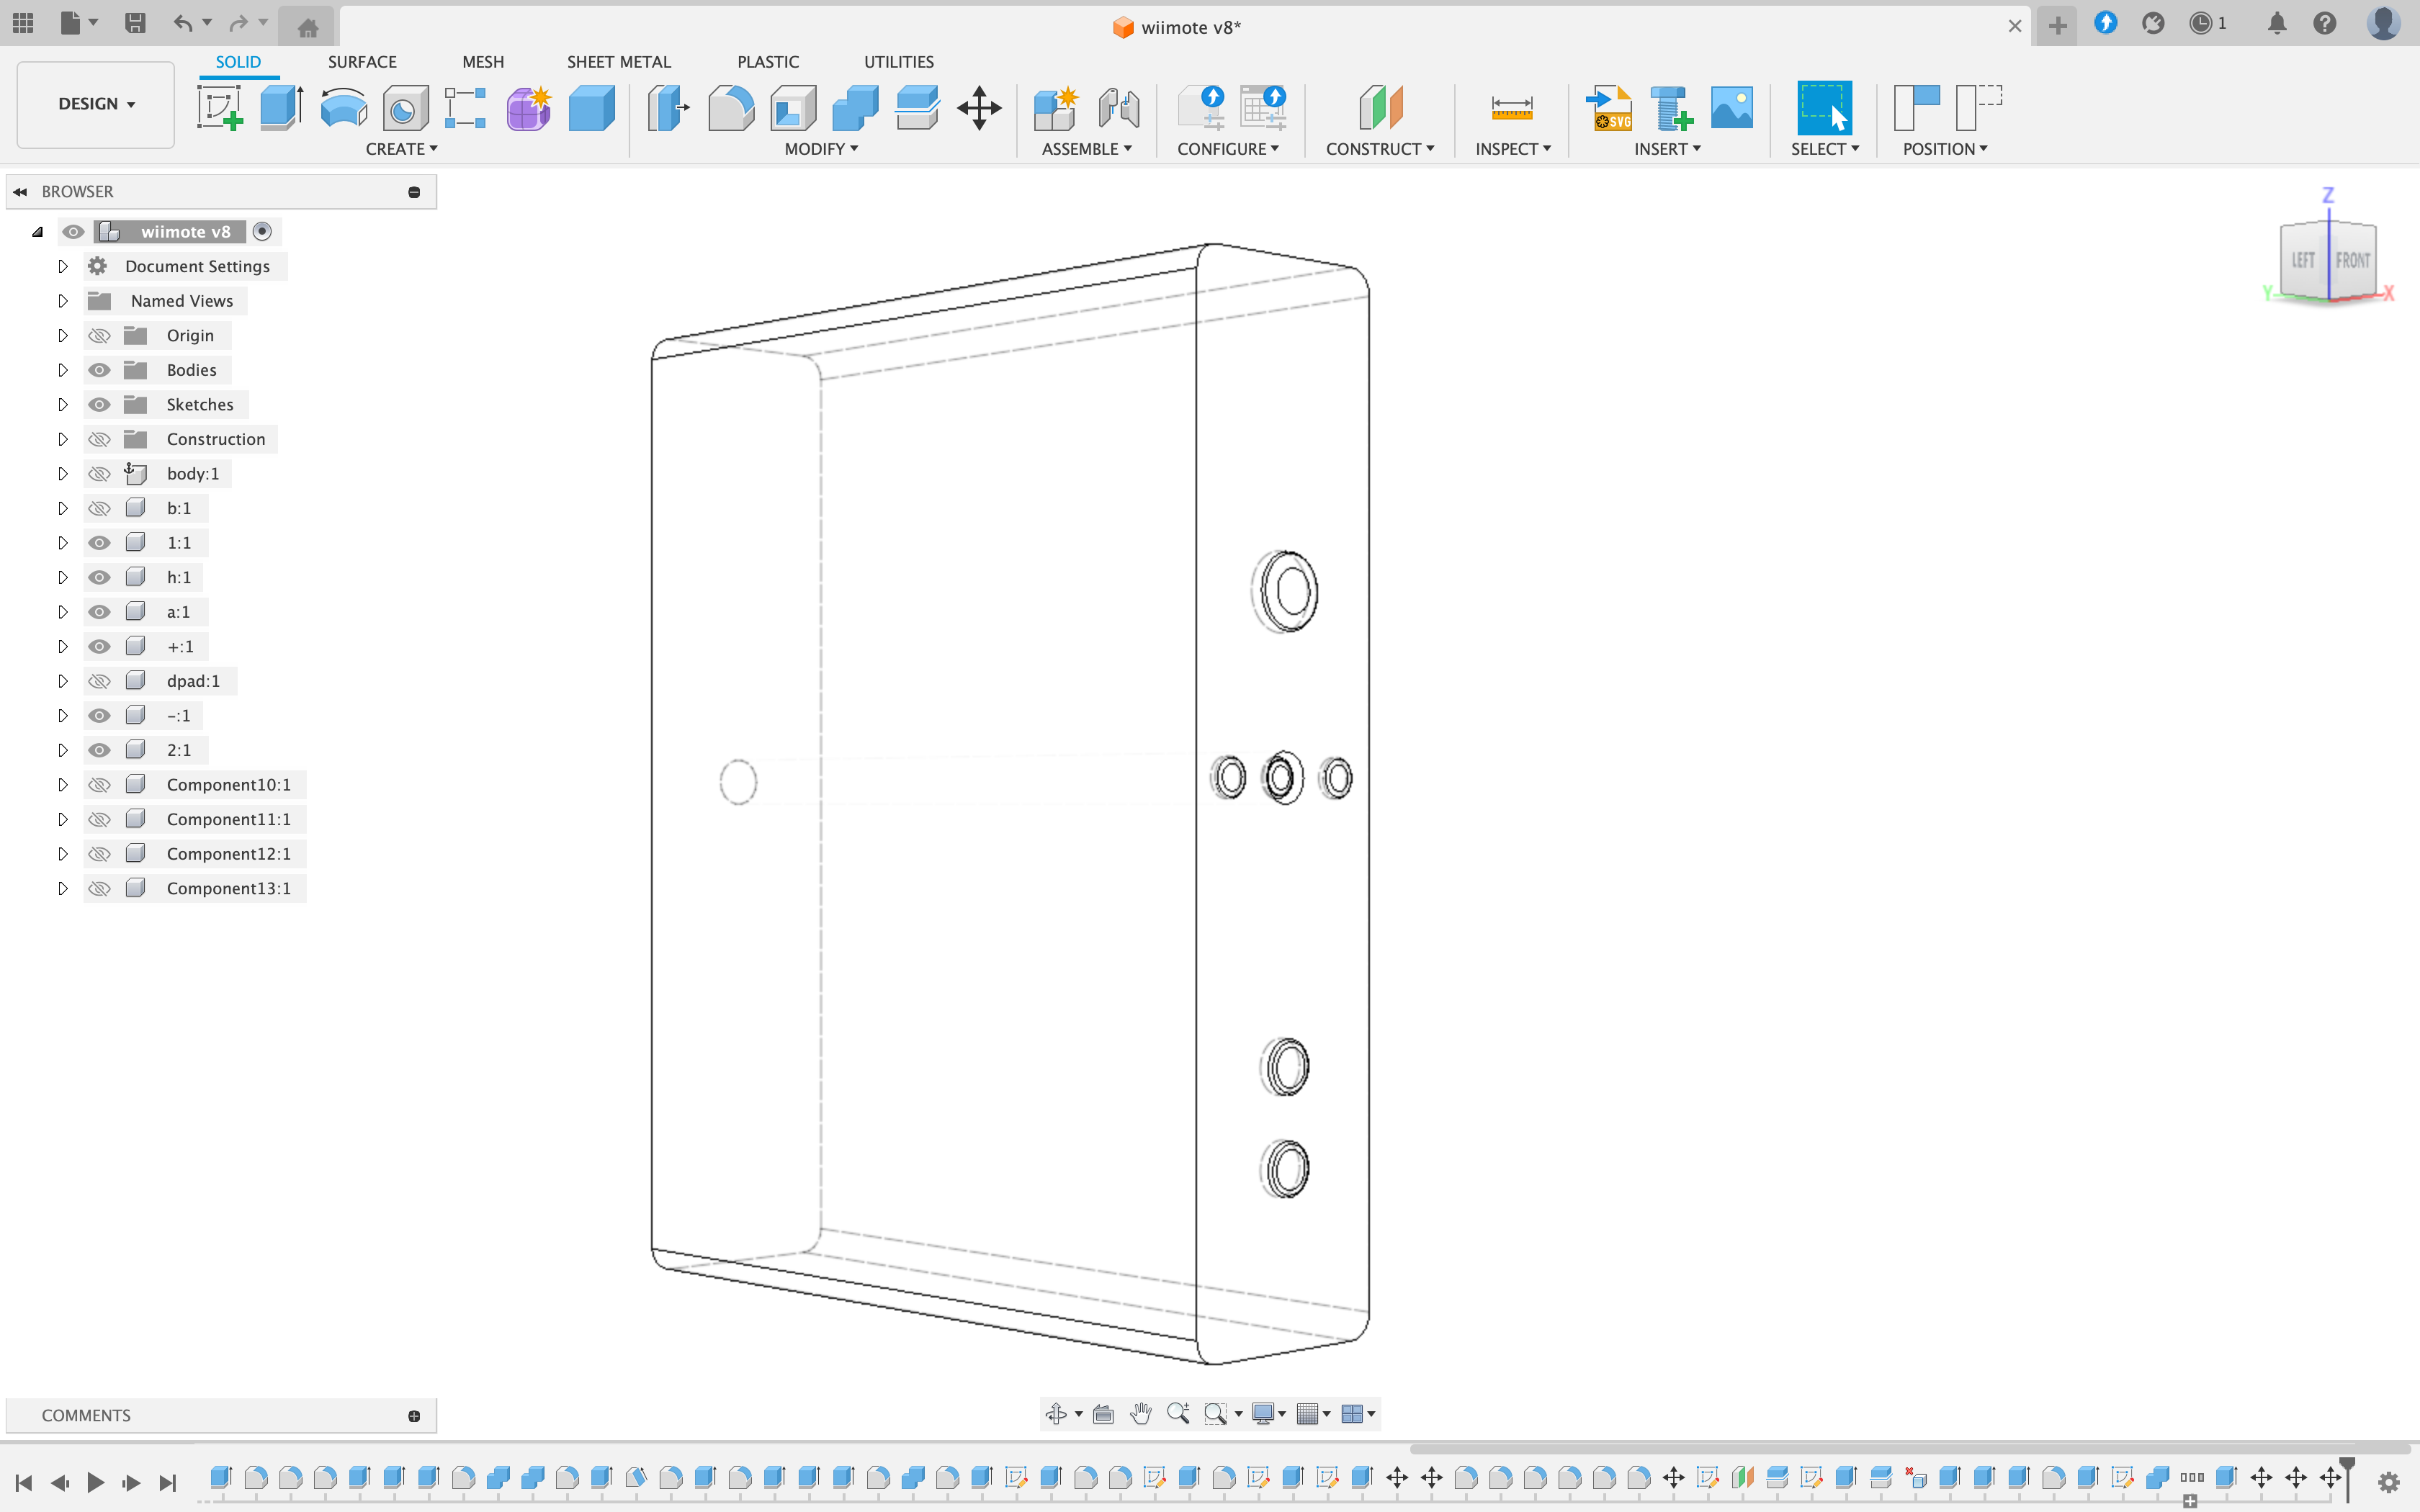 wiimote v8*
1
SOLID SURFACE MESH SHEET METAL PLASTIC UTILITIES
DESIGN
SVG
CREATE MODIFY ASSEMBLE CONFIGURE CONSTRUCT INSPECT INSERT SELECT POSITION
BROWSER
wiimote v8
Document Settings
Named Views
Origin
Bodies
Sketches
Construction
body:1
b:1
1:1
h:1
a:1
+:1
dpad:1
-:1
2:1
Component10:1
Component11:1
Component12:1
Component13:1
Z
LEFT FRONT
Y X
COMMENTS